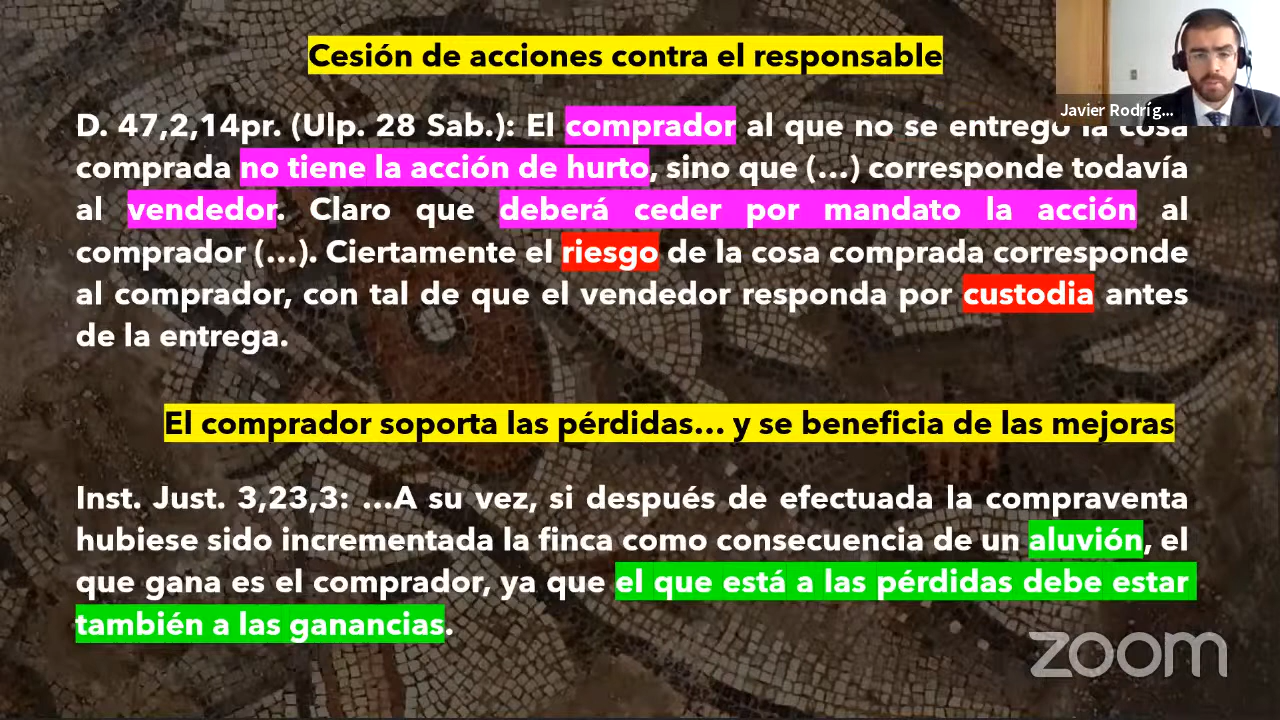 Cesión de acciones contra el responsable
Javier Rodríg...
D. 47,2,14pr. (Ulp. 28 Sab.): El comprador al que no se entregó la cosa
comprada no tiene la acción de hurto, sino que (…) corresponde todavía
al vendedor. Claro que deberá ceder por mandato la acción al
comprador (…). Ciertamente el riesgo de la cosa comprada corresponde
al comprador, con tal de que el vendedor responda por custodia antes
de la entrega.
El comprador soporta las pérdidas… y se beneficia de las mejoras
Inst. Just. 3,23,3: …A su vez, si después de efectuada la compraventa
hubiese sido incrementada la finca como consecuencia de un aluvión, el
que gana es el comprador, ya que el que está a las pérdidas debe estar
también a las ganancias.
zoom